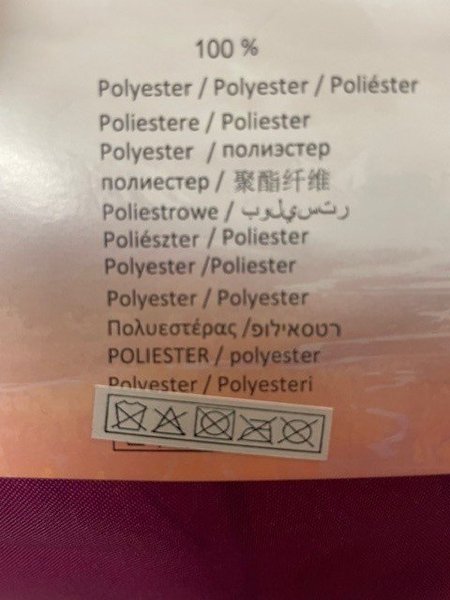 100 %
Polyester / Polyester / Poliéster
Poliestere / Poliester
Polyester / полиэстер
полиестер / 聚酯纤维
Poliestrowe / رتسيلوب
Poliészter / Poliester
Polyester /Poliester
Polyester / Polyester
Πολυεστέρας /רטסאילופ
POLIESTER / polyester
Polyester / Polyesteri